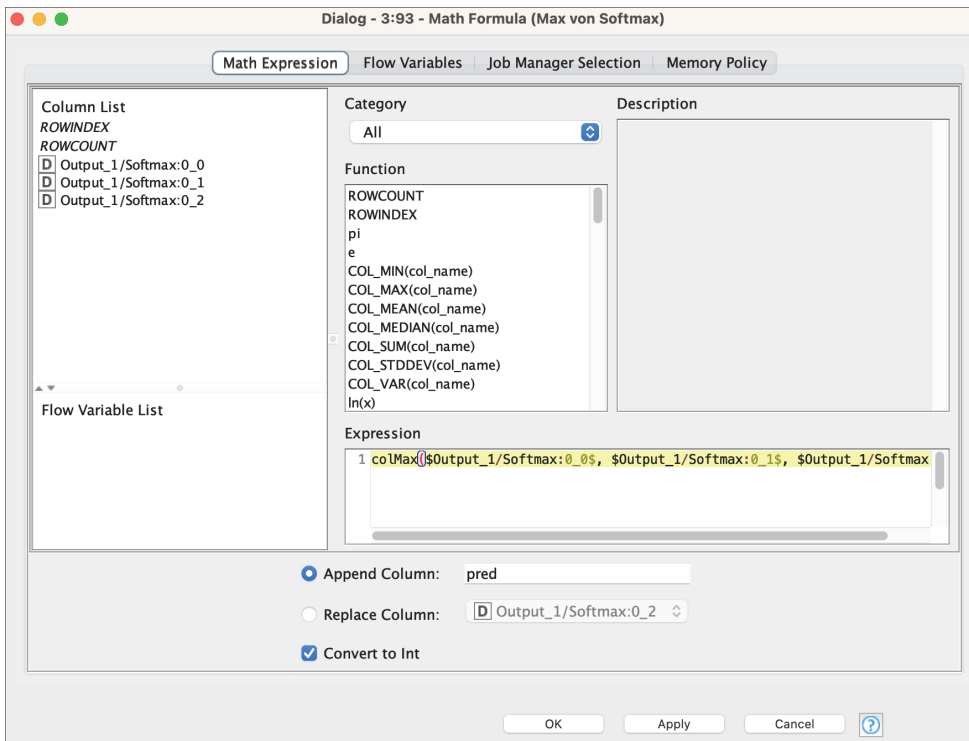 Dialog - 3:93 - Math Formula (Max von Softmax)
Math Expression Flow Variables Job Manager Selection Memory Policy
Column List
ROWINDEX
ROWCOUNT
D Output_1/Softmax:0_0
D Output_1/Softmax:0_1
D Output_1/Softmax:0_2
Flow Variable List
Category
All
Function
ROWCOUNT
ROWINDEX
pi
e
COL_MIN(col_name)
COL_MAX(col_name)
COL_MEAN(col_name)
COL_MEDIAN(col_name)
COL_SUM(col_name)
COL_STDDEV(col_name)
COL_VAR(col_name)
ln(x)
Description
Expression
1 colMax($Output_1/Softmax:0_0$, $Output_1/Softmax:0_1$, $Output_1/Softmax
Append Column: pred
Replace Column: D Output_1/Softmax:0_2
Convert to Int
OK Apply Cancel ?